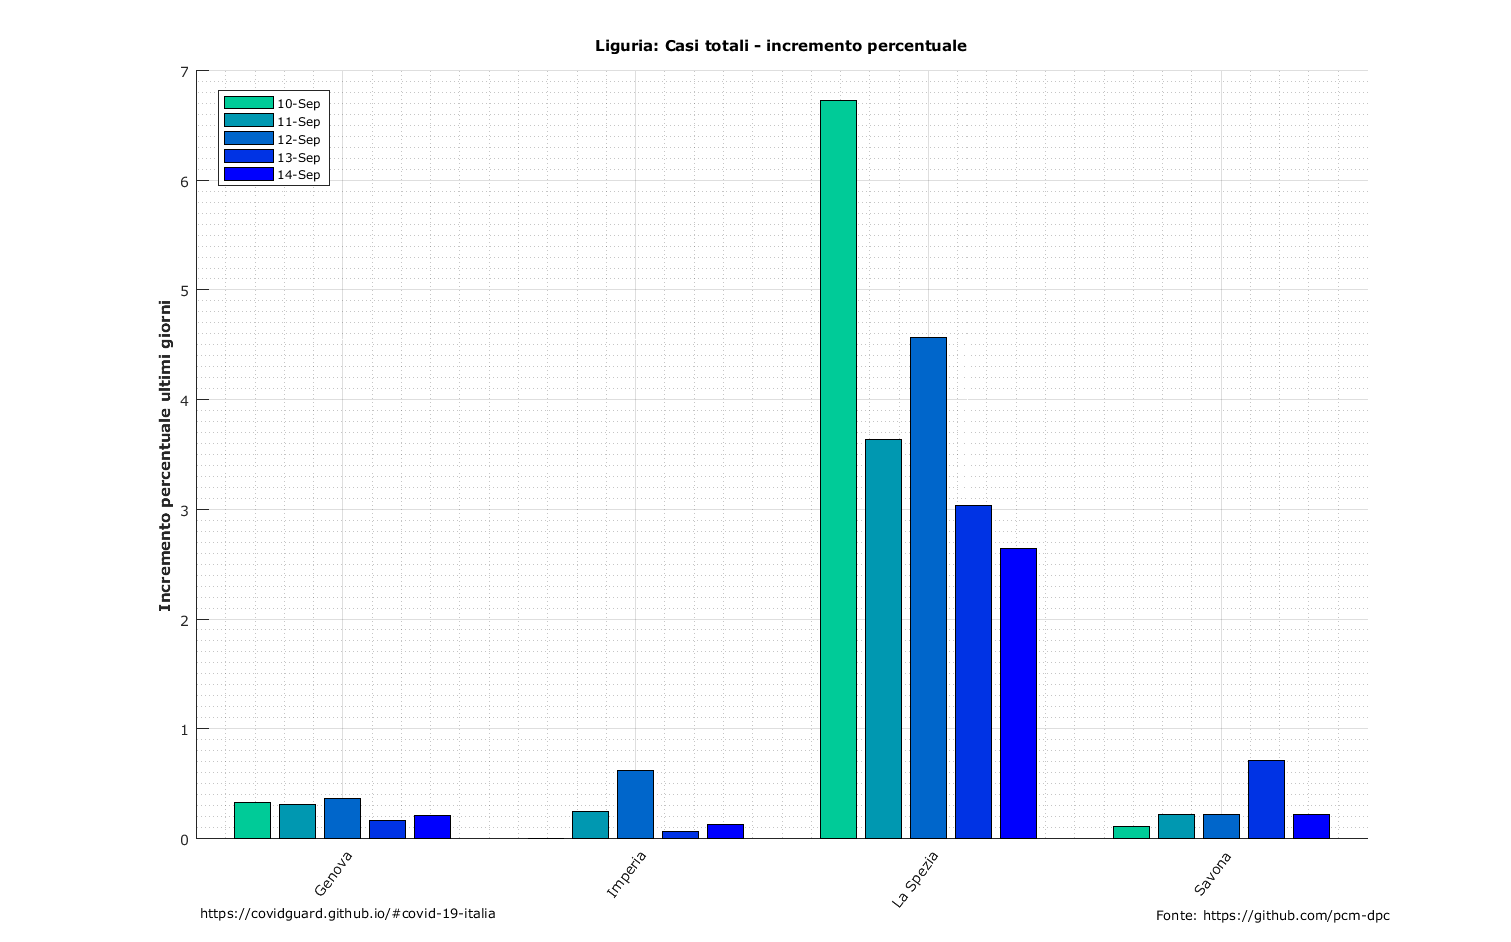 Liguria: Casi totali - incremento percentuale
7
6
5
4
3
2
1
0
Incremento percentuale ultimi giorni
10-Sep
11-Sep
12-Sep
13-Sep
14-Sep
Genova
Imperia
La Spezia
Savona
https://covidguard.github.io/#covid-19-italia
Fonte: https://github.com/pcm-dpc